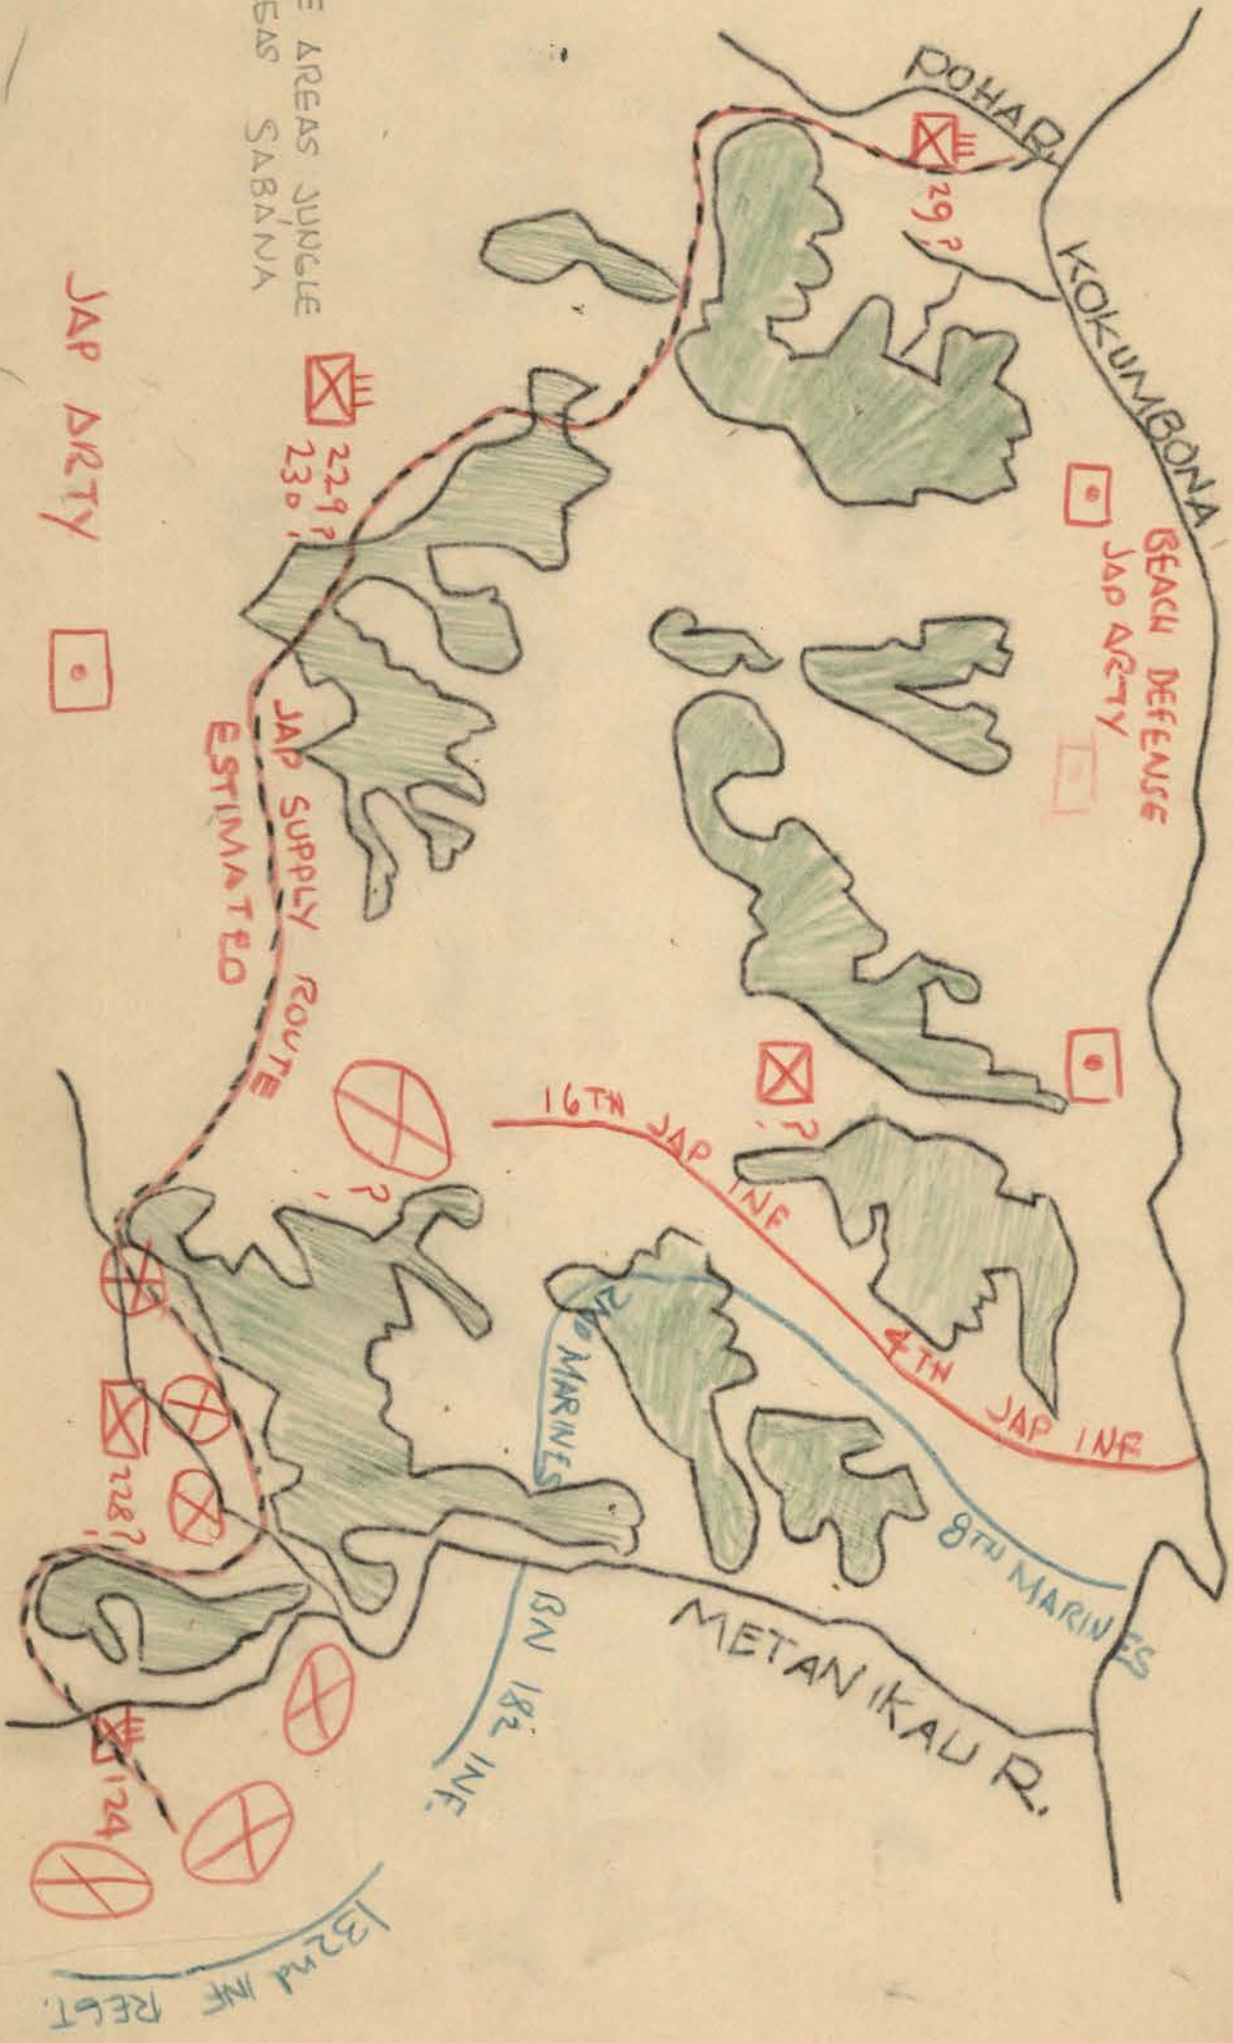 POHA R.
KOKUMBONA
29?
BEACH DEFENSE
JAP ARTY
AREAS JUNGLE
SABANA
229?
230?
JAP ARTY
JAP SUPPLY ROUTE
ESTIMATED
?
?
16TH JAP INF
4TH JAP INF
2ND MARINES
8TH MARINES
METANIKAU R.
BN 182 INF.
228?
124
132nd INF REGT.